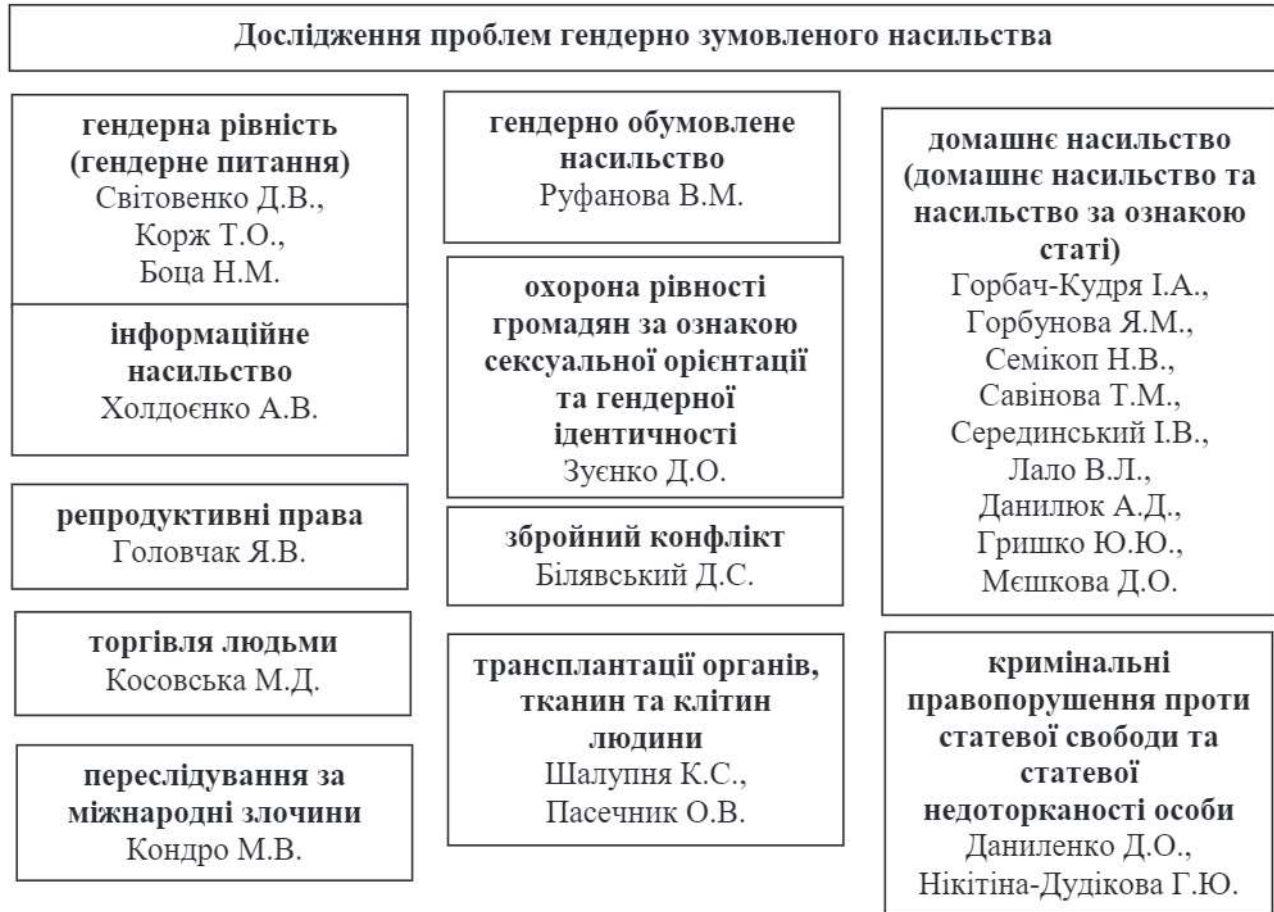 Дослідження проблем гендерно зумовленого насильства
гендерна рівність
(гендерне питання)
Світовенко Д.В.,
Корж Т.О.,
Боца Н.М.
інформаційне
насильство
Холдоєнко А.В.
репродуктивні права
Головчак Я.В.
торгівля людьми
Косовська М.Д.
переслідування за
міжнародні злочини
Кондро М.В.
гендерно обумовлене
насильство
Руфанова В.М.
охорона рівності
громадян за ознакою
сексуальної орієнтації
та гендерної
ідентичності
Зуєнко Д.О.
збройний конфлікт
Білявський Д.С.
трансплантації органів,
тканин та клітин
людини
Шалупня К.С.,
Пасечник О.В.
домашнє насильство
(домашнє насильство та
насильство за ознакою
статі)
Горбач-Кудря І.А.,
Горбунова Я.М.,
Семікоп Н.В.,
Савінова Т.М.,
Серединський І.В.,
Лало В.Л.,
Данилюк А.Д.,
Гришко Ю.Ю.,
Мєшкова Д.О.
кримінальні
правопорушення проти
статевої свободи та
статевої
недоторканості особи
Даниленко Д.О.,
Нікітіна-Дудікова Г.Ю.